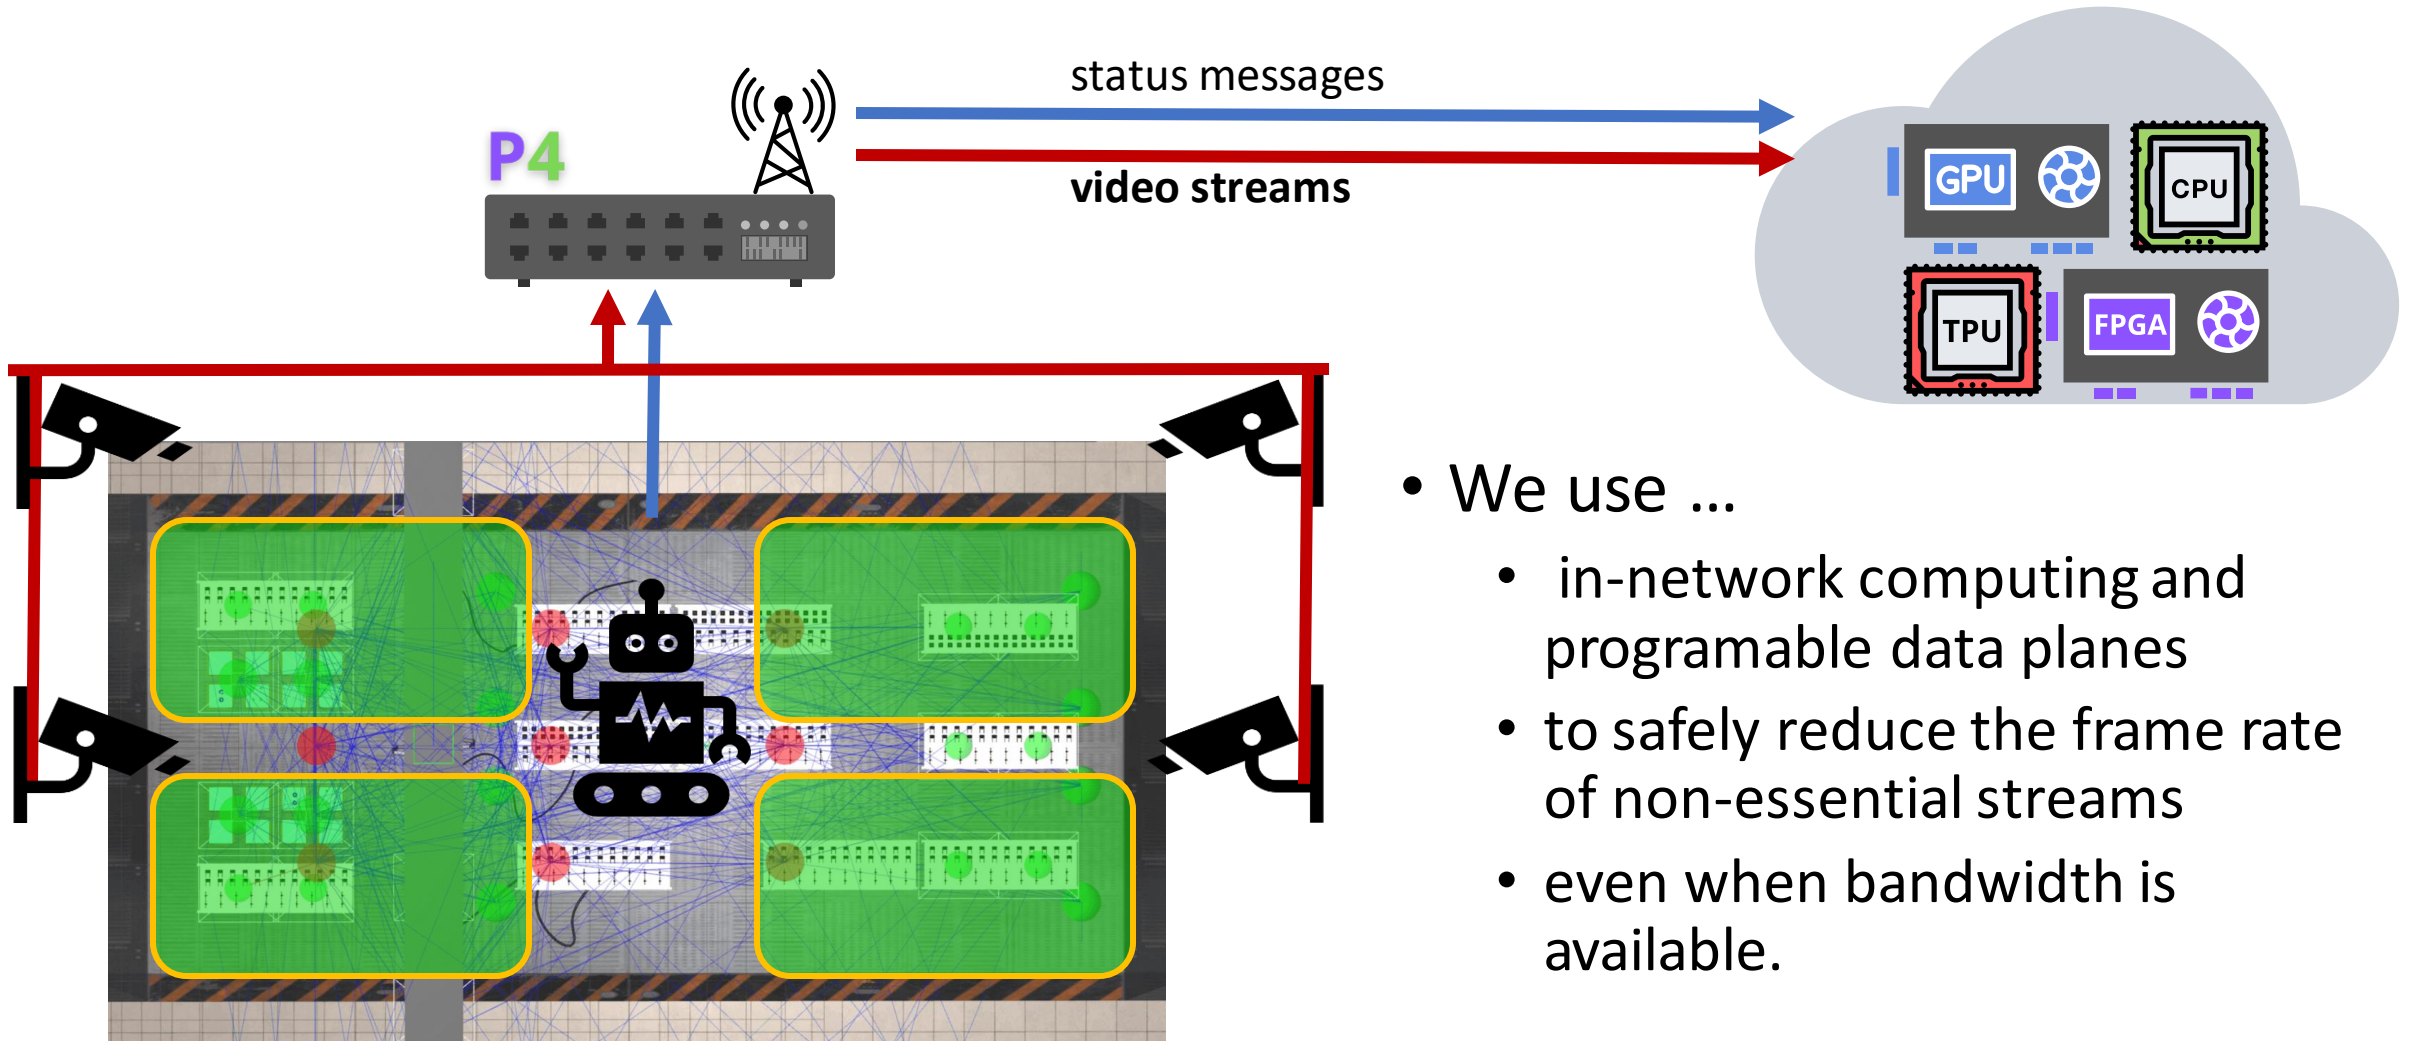 status messages
P4
video streams
GPU
CPU
TPU
FPGA
• We use ...
• in-network computing and
programable data planes
• to safely reduce the frame rate
of non-essential streams
• even when bandwidth is
available.